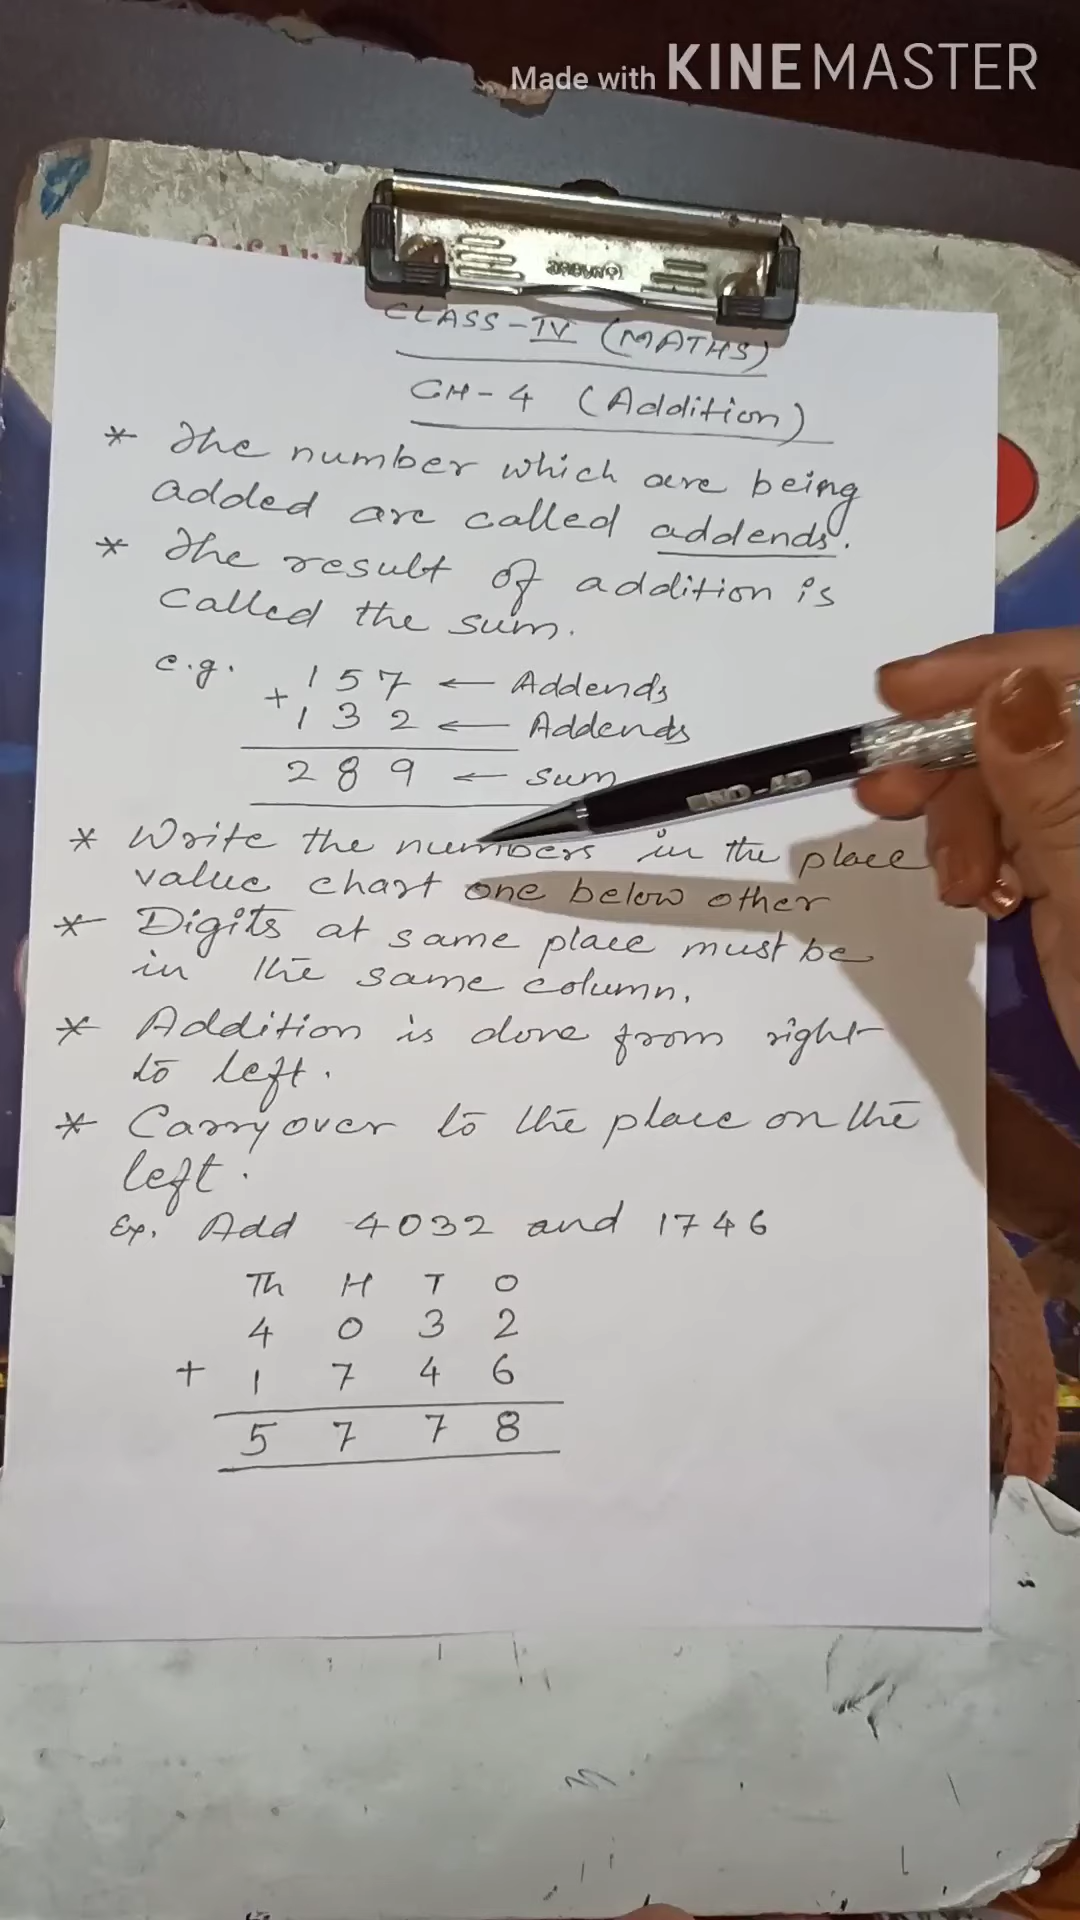 Made with KINEMASTER
CLASS-IV (MATHS)
CH-4 (Addition)
* The number which are being
added are called addends.
* The result of addition is
called the sum.
e.g. 157 ← Addends
+ 132 ← Addends
289 ← sum
* Write the numbers in the place
value chart one below other
* Digits at same place must be
in the same column.
* Addition is done from right
to left.
* Carry over to the place on the
left.
Ex. Add 4032 and 1746
Th H T O
4 0 3 2
+ 1 7 4 6
5 7 7 8